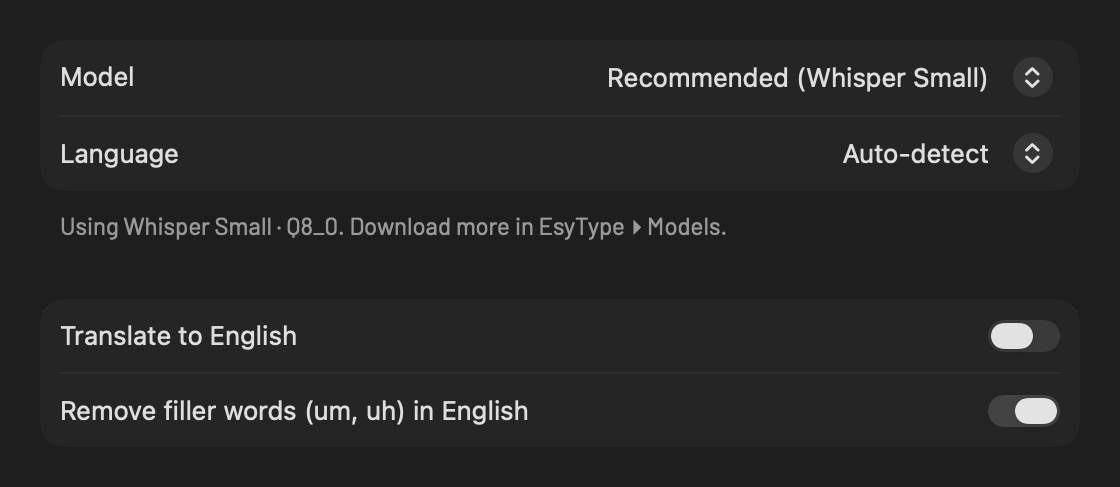 Model
Recommended (Whisper Small)
Language
Auto-detect
Using Whisper Small · Q8_0. Download more in EsyType ▸ Models.
Translate to English
Remove filler words (um, uh) in English